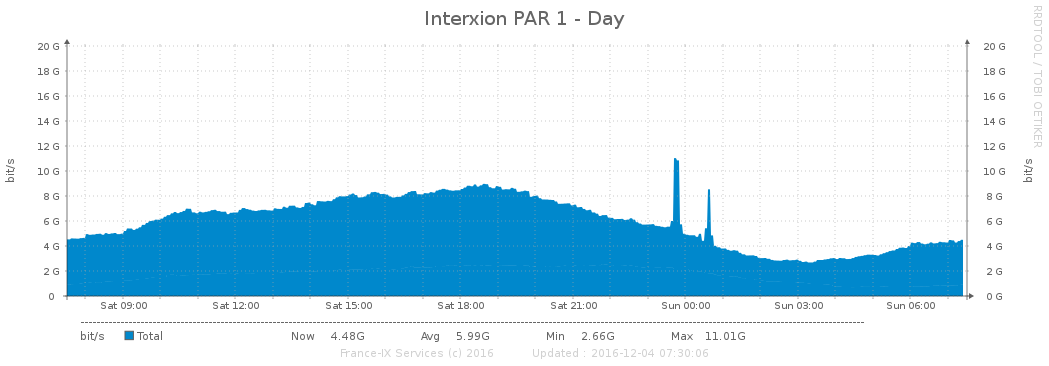 Interxion PAR 1 - Day
RRDTOOL / TOBI OETIKER
bit/s
20 G 20 G
18 G 18 G
16 G 16 G
14 G 14 G
12 G 12 G
10 G 10 G
8 G 8 G
6 G 6 G
4 G 4 G
2 G 2 G
0 0 G
bit/s
Sat 09:00 Sat 12:00 Sat 15:00 Sat 18:00 Sat 21:00 Sun 00:00 Sun 03:00 Sun 06:00
bit/s Total Now 4.48G Avg 5.99G Min 2.66G Max 11.01G
France-IX Services (c) 2016 Updated : 2016-12-04 07:30:06